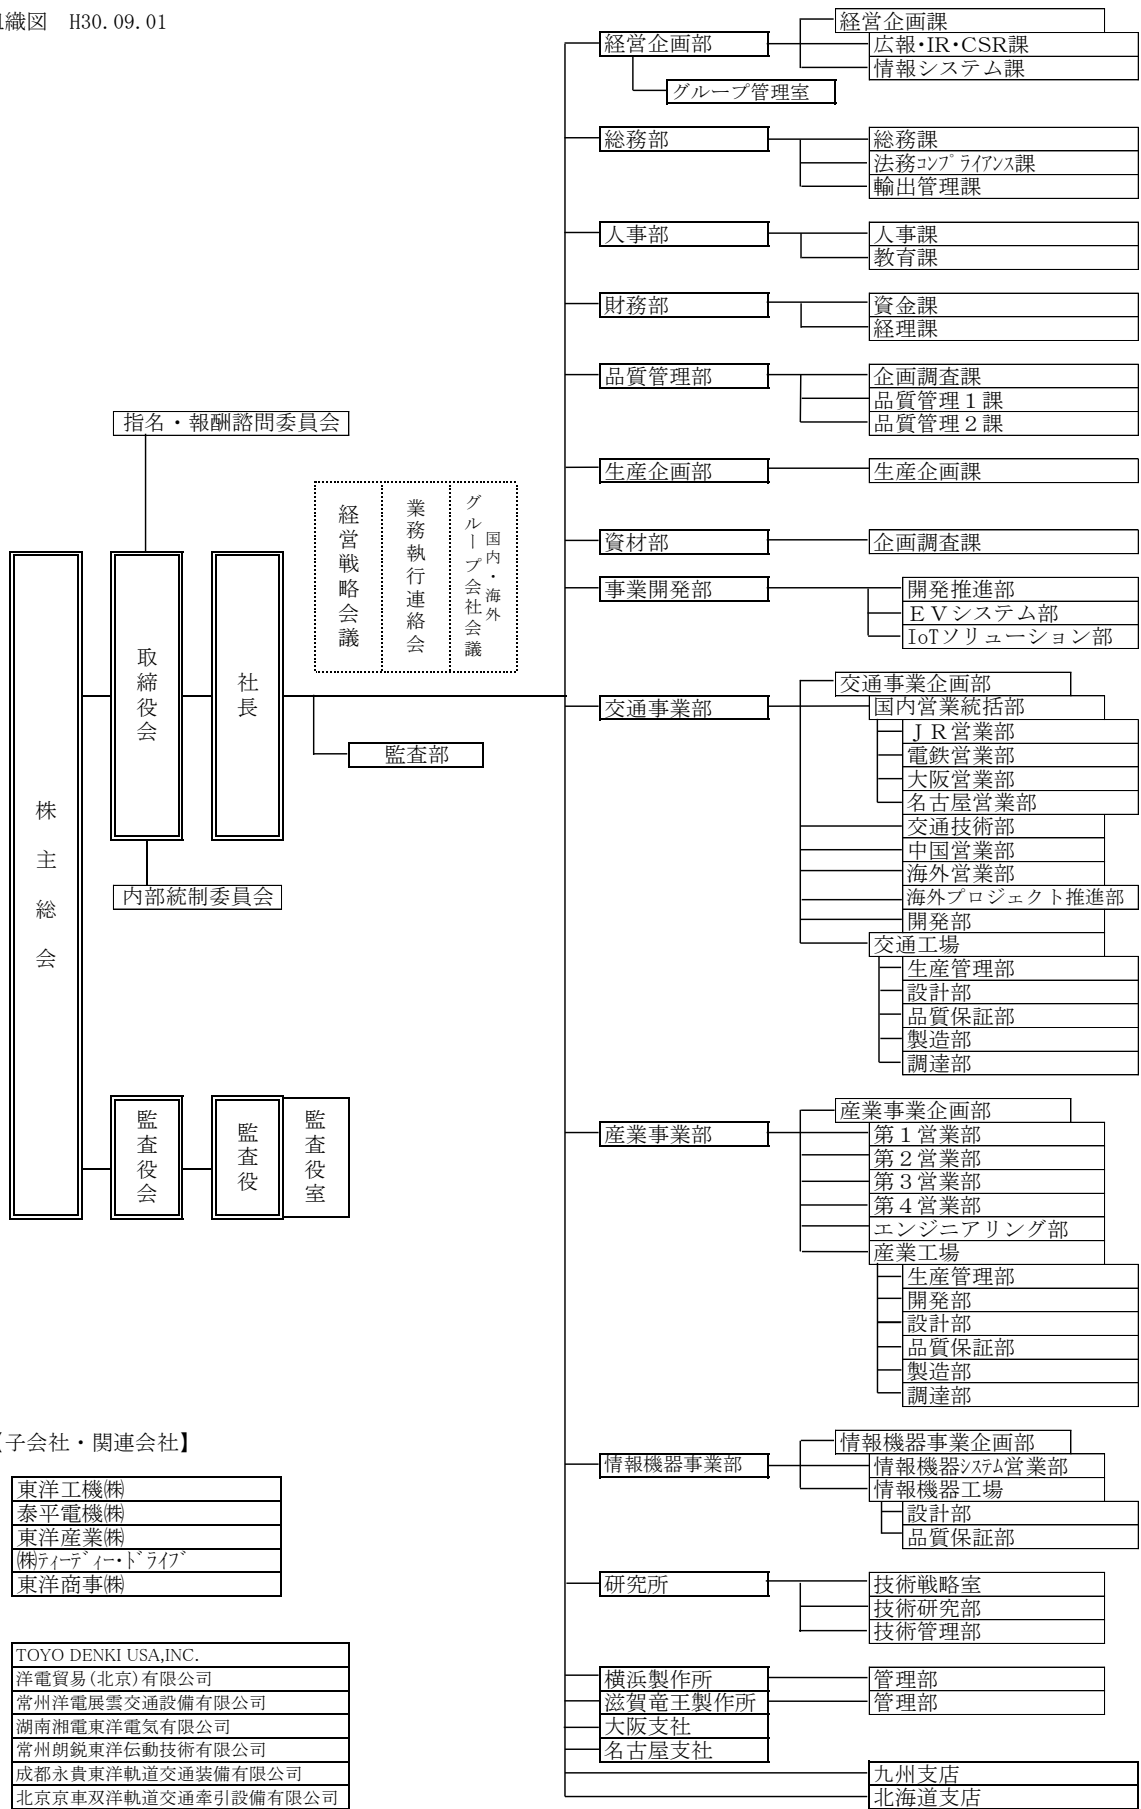 織図　H30.09.01
経営企画部
経営企画課
広報・IR・CSR課
情報システム課
グループ管理室
総務部
総務課
法務ｺﾝﾌﾟﾗｲｱﾝｽ課
輸出管理課
人事部
人事課
教育課
財務部
資金課
経理課
品質管理部
企画調査課
品質管理１課
品質管理２課
生産企画部
生産企画課
資材部
企画調査課
事業開発部
開発推進部
ＥＶシステム部
IoTソリューション部
指名・報酬諮問委員会
経営戦略会議
業務執行連絡会
国内・海外
グループ会社会議
株主総会
取締役会
社長
監査部
内部統制委員会
監査役会
監査役
監査役室
交通事業部
交通事業企画部
国内営業統括部
ＪＲ営業部
電鉄営業部
大阪営業部
名古屋営業部
交通技術部
中国営業部
海外営業部
海外プロジェクト推進部
開発部
交通工場
生産管理部
設計部
品質保証部
製造部
調達部
産業事業部
産業事業企画部
第１営業部
第２営業部
第３営業部
第４営業部
エンジニアリング部
産業工場
生産管理部
開発部
設計部
品質保証部
製造部
調達部
情報機器事業部
情報機器事業企画部
情報機器ｼｽﾃﾑ営業部
情報機器工場
設計部
品質保証部
研究所
技術戦略室
技術研究部
技術管理部
横浜製作所
管理部
滋賀竜王製作所
管理部
大阪支社
名古屋支社
九州支店
北海道支店
【子会社・関連会社】
東洋工機㈱
泰平電機㈱
東洋産業㈱
㈱ﾃｨｰﾃﾞｨｰ・ﾄﾞﾗｲﾌﾞ
東洋商事㈱
TOYO DENKI USA,INC.
洋電貿易(北京)有限公司
常州洋電展雲交通設備有限公司
湖南湘電東洋電気有限公司
常州朗鋭東洋伝動技術有限公司
成都永貴東洋軌道交通装備有限公司
北京京車双洋軌道交通牽引設備有限公司